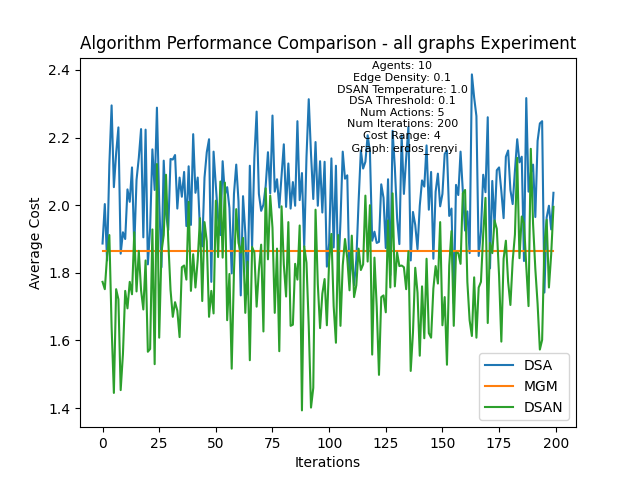 Algorithm Performance Comparison - all graphs Experiment
Agents: 10
Edge Density: 0.1
DSAN Temperature: 1.0
DSA Threshold: 0.1
Num Actions: 5
Num Iterations: 200
Cost Range: 4
Graph: erdos_renyi
2.4
2.2
2.0
1.8
1.6
1.4
Average Cost
0 25 50 75 100 125 150 175 200
Iterations
DSA
MGM
DSAN